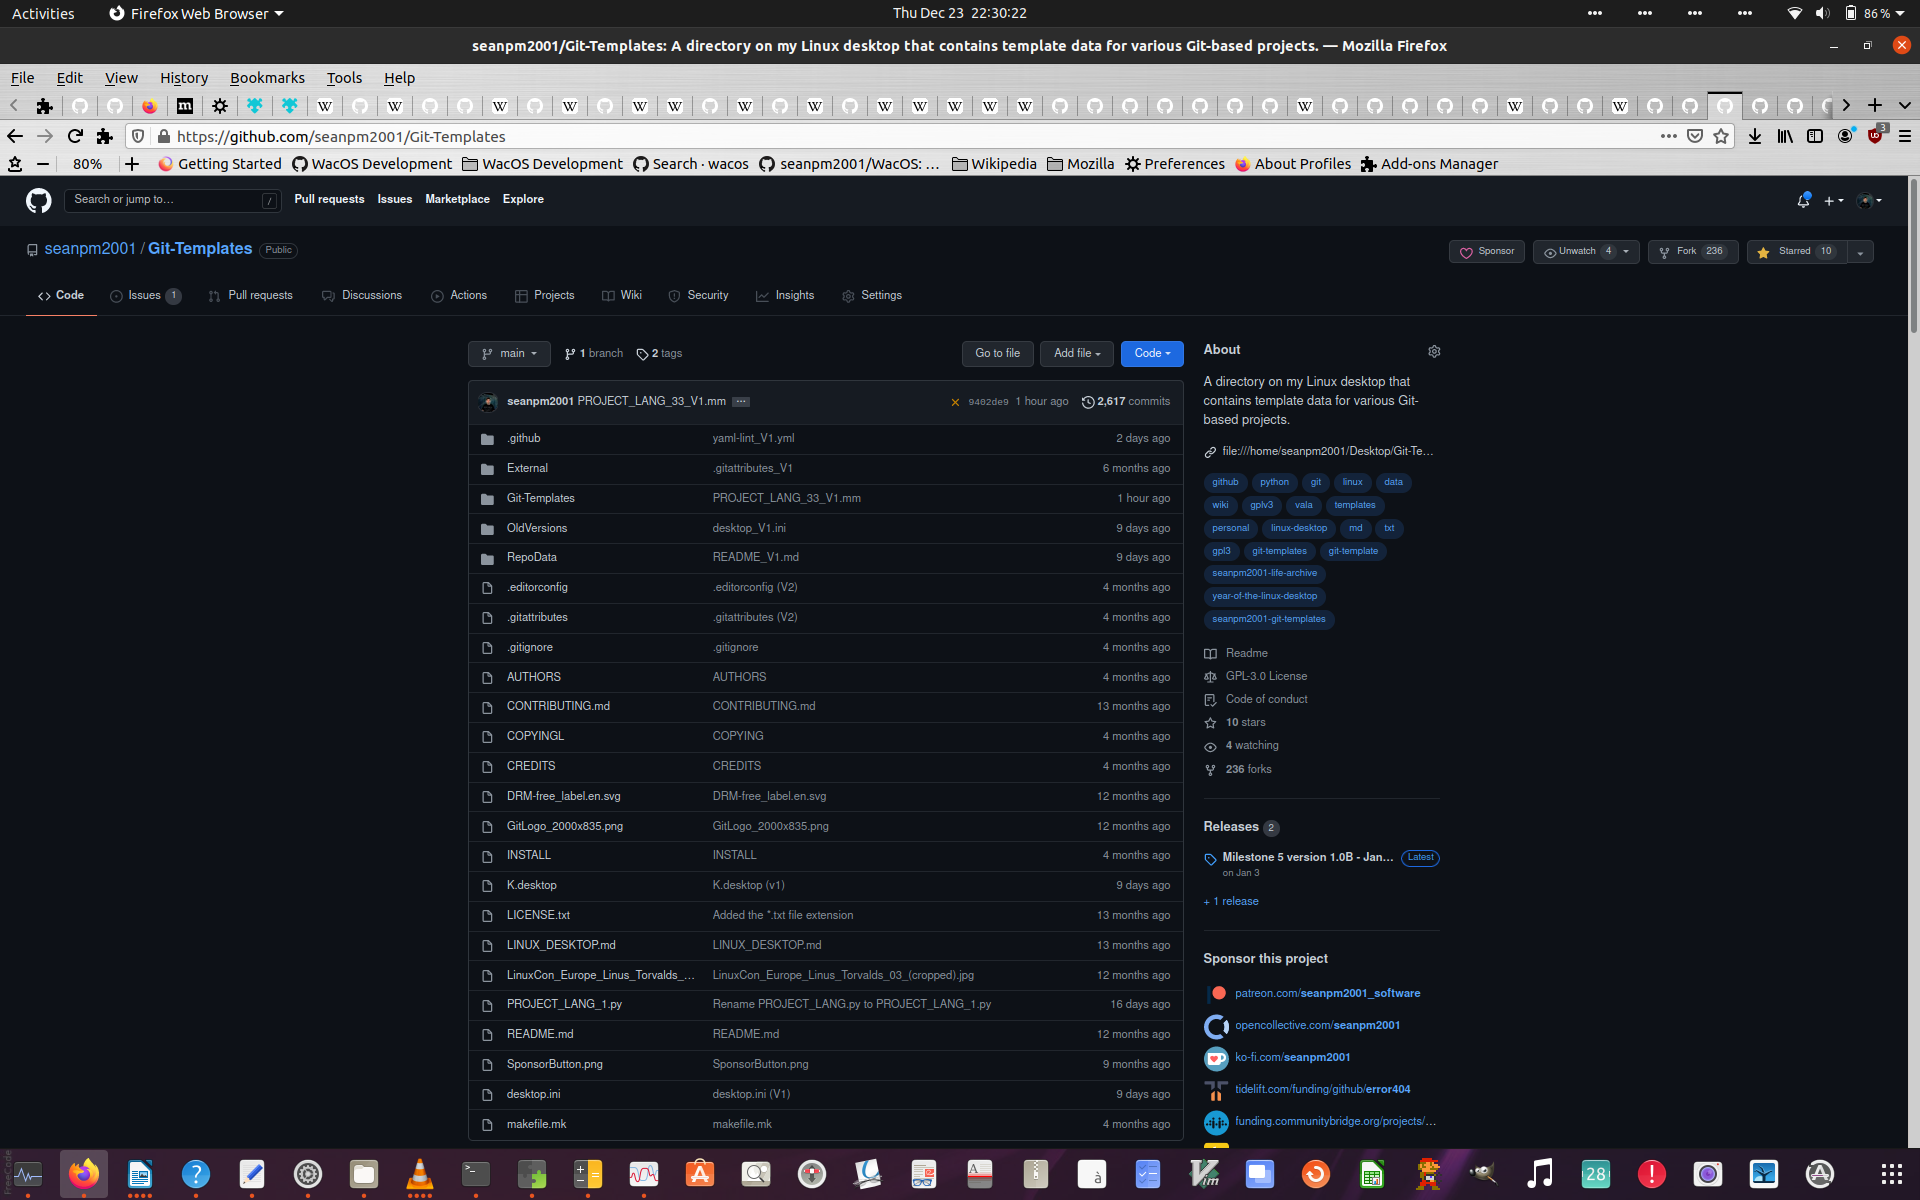 Activities
Firefox Web Browser
Thu Dec 23 22:30:22
86 %
seanpm2001/Git-Templates: A directory on my Linux desktop that contains template data for various Git-based projects. — Mozilla Firefox
File Edit View History Bookmarks Tools Help
https://github.com/seanpm2001/Git-Templates
3
80%
Getting Started
WacOS Development
WacOS Development
Search · wacos
seanpm2001/WacOS: ...
Wikipedia
Mozilla
Preferences
About Profiles
Add-ons Manager
Search or jump to...
/
Pull requests Issues Marketplace Explore
seanpm2001 / Git-Templates
Public
Sponsor
Unwatch 4
Fork 236
Starred 10
Code
Issues 1
Pull requests
Discussions
Actions
Projects
Wiki
Security
Insights
Settings
main
1 branch
2 tags
Go to file
Add file
Code
seanpm2001 PROJECT_LANG_33_V1.mm ...
9402de9 1 hour ago
2,617 commits
.github yaml-lint_V1.yml 2 days ago
External .gitattributes_V1 6 months ago
Git-Templates PROJECT_LANG_33_V1.mm 1 hour ago
OldVersions desktop_V1.ini 9 days ago
RepoData README_V1.md 9 days ago
.editorconfig .editorconfig (V2) 4 months ago
.gitattributes .gitattributes (V2) 4 months ago
.gitignore .gitignore 4 months ago
AUTHORS AUTHORS 4 months ago
CONTRIBUTING.md CONTRIBUTING.md 13 months ago
COPYINGL COPYING 4 months ago
CREDITS CREDITS 4 months ago
DRM-free_label.en.svg DRM-free_label.en.svg 12 months ago
GitLogo_2000x835.png GitLogo_2000x835.png 12 months ago
INSTALL INSTALL 4 months ago
K.desktop K.desktop (v1) 9 days ago
LICENSE.txt Added the *.txt file extension 13 months ago
LINUX_DESKTOP.md LINUX_DESKTOP.md 13 months ago
LinuxCon_Europe_Linus_Torvalds_... LinuxCon_Europe_Linus_Torvalds_03_(cropped).jpg 12 months ago
PROJECT_LANG_1.py Rename PROJECT_LANG.py to PROJECT_LANG_1.py 16 days ago
README.md README.md 12 months ago
SponsorButton.png SponsorButton.png 9 months ago
desktop.ini desktop.ini (V1) 9 days ago
makefile.mk makefile.mk 4 months ago
About
A directory on my Linux desktop that
contains template data for various Git-
based projects.
file:///home/seanpm2001/Desktop/Git-Te...
github python git linux data
wiki gplv3 vala templates
personal linux-desktop md txt
gpl3 git-templates git-template
seanpm2001-life-archive
year-of-the-linux-desktop
seanpm2001-git-templates
Readme
GPL-3.0 License
Code of conduct
10 stars
4 watching
236 forks
Releases 2
Milestone 5 version 1.0B - Jan...
Latest
on Jan 3
+ 1 release
Sponsor this project
patreon.com/seanpm2001_software
opencollective.com/seanpm2001
ko-fi.com/seanpm2001
tidelift.com/funding/github/error404
funding.communitybridge.org/projects/...
28